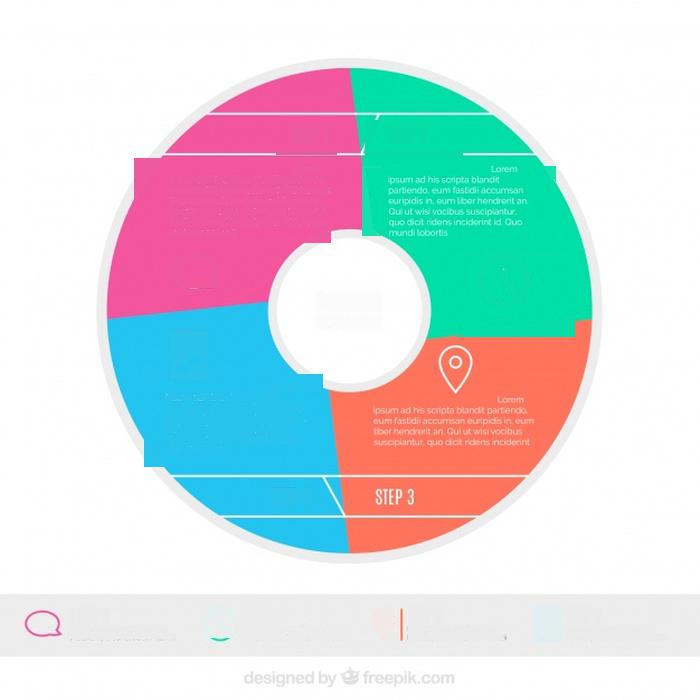 Lorem
ipsum ad his scripta blandit
partiendo, eum fastidii accumsan
euripidis in, eum liber hendrerit an.
Qui ut wisi vocibus suscipiantur,
quo dicit ridens inciderint id. Quo
mundi lobortis
Lorem
ipsum ad his scripta blandit partiendo,
eum fastidii accumsan euripidis in, eum
liber hendrerit an. Qui ut wisi vocibus
suscipiantur, quo dicit ridens inciderint
STEP 3
designed by freepik.com